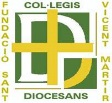 COL·LEGIS
DIOCESANS
FUNDACIÓ SANT
VICENT MÀRTIR